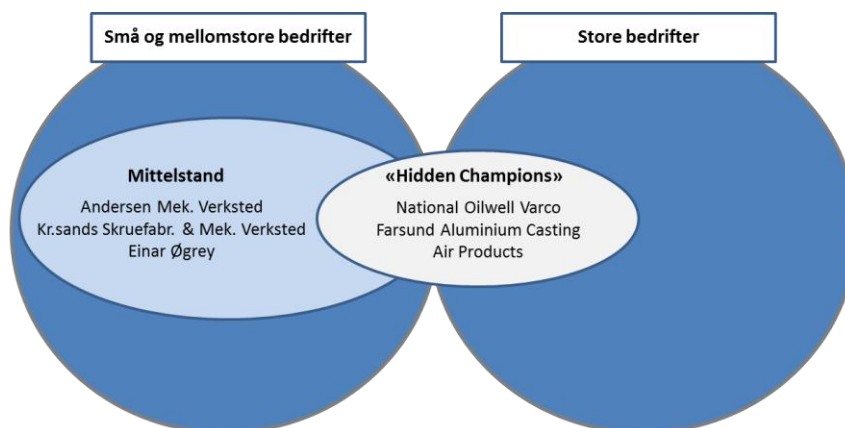 Små og mellomstore bedrifter
Store bedrifter
Mittelstand
Andersen Mek. Verksted
Kr.sands Skruefabr. & Mek. Verksted
Einar Øgrey
«Hidden Champions»
National Oilwell Varco
Farsund Aluminium Casting
Air Products